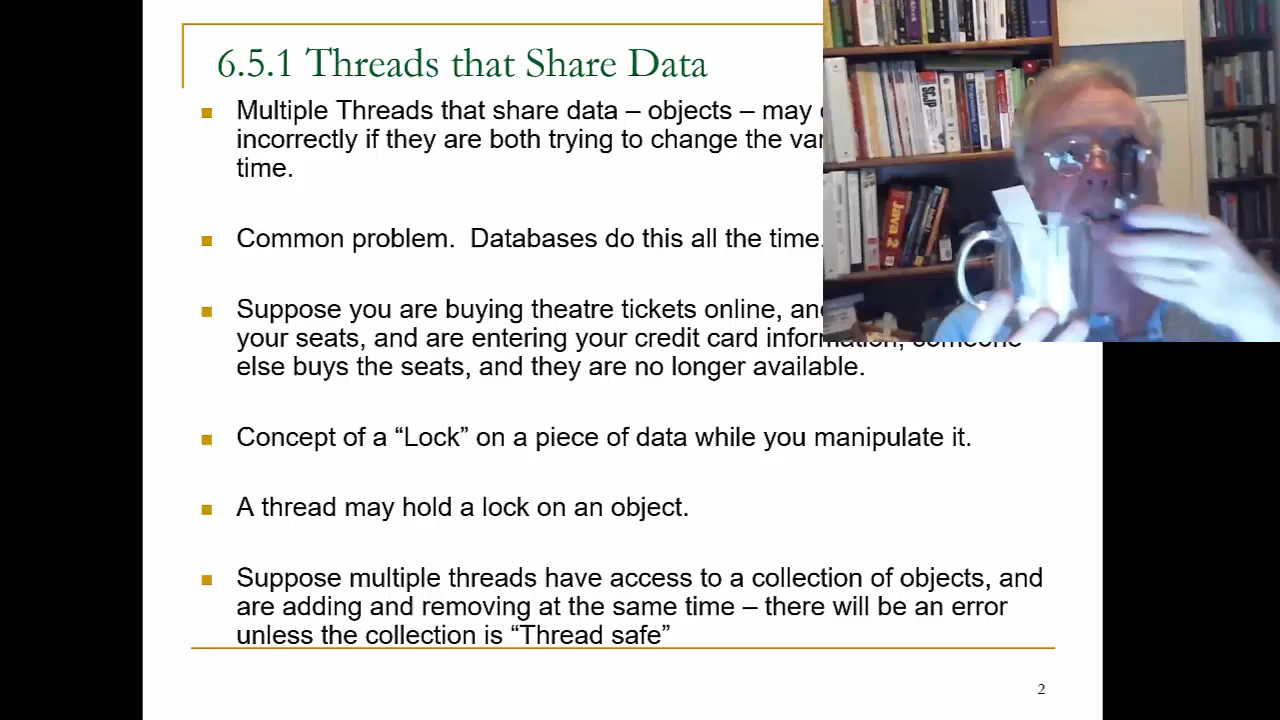 6.5.1 Threads that Share Data
Multiple Threads that share data – objects – may
incorrectly if they are both trying to change the
time.
Common problem. Databases do this all the time.
Suppose you are buying theatre tickets online,
your seats, and are entering your credit card information, someone
else buys the seats, and they are no longer available.
Concept of a “Lock” on a piece of data while you manipulate it.
A thread may hold a lock on an object.
Suppose multiple threads have access to a collection of objects, and
are adding and removing at the same time – there will be an error
unless the collection is “Thread safe”
2
SCJP
Java 2